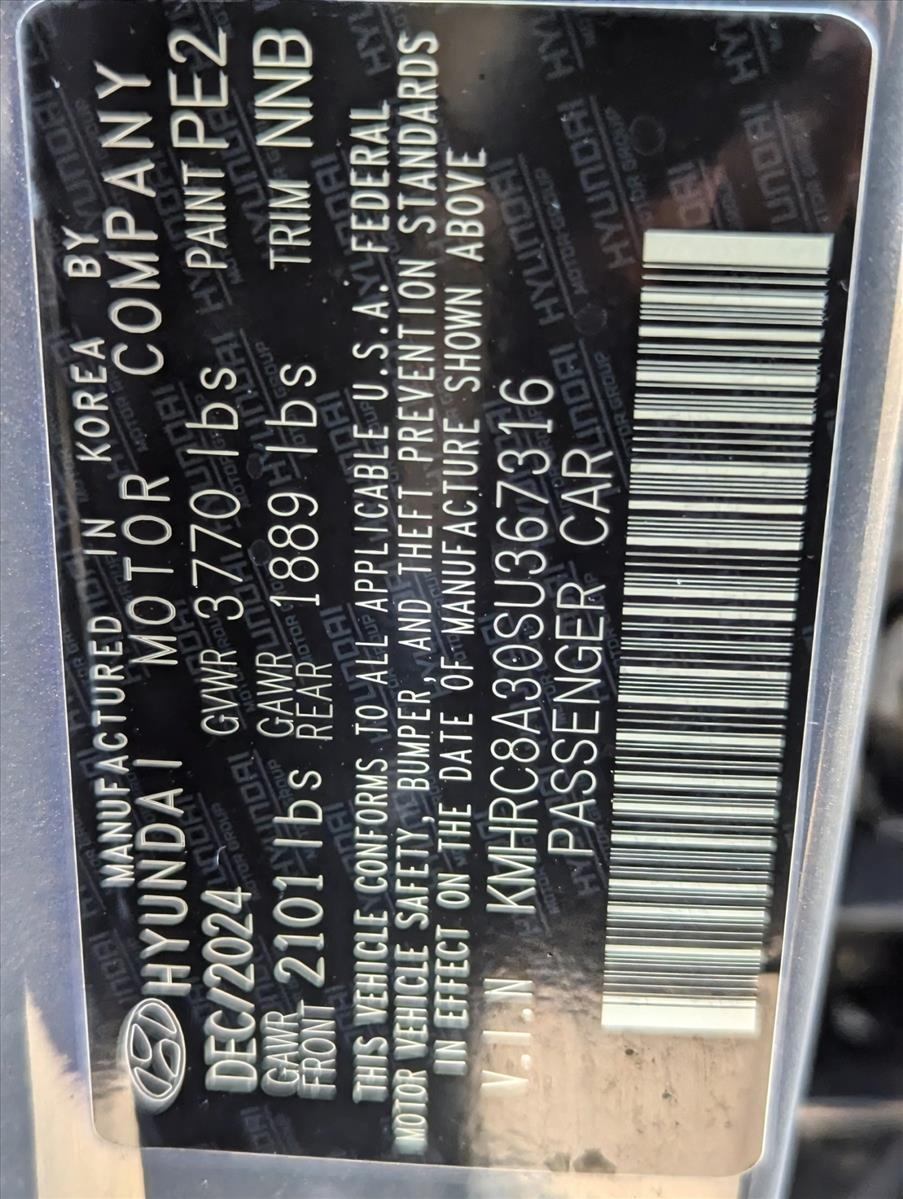 MANUFACTURED IN KOREA BY
HYUNDAI MOTOR COMPANY
DEC/2024 GVWR 3770 lbs PAINT PE2
GAWR FRONT 2101 lbs GAWR REAR 1889 lbs TRIM NNB
THIS VEHICLE CONFORMS TO ALL APPLICABLE U.S.A. FEDERAL
MOTOR VEHICLE SAFETY, BUMPER, AND THEFT PREVENTION STANDARDS
IN EFFECT ON THE DATE OF MANUFACTURE SHOWN ABOVE
V.I.N KMHRC8A30SU367316
PASSENGER CAR